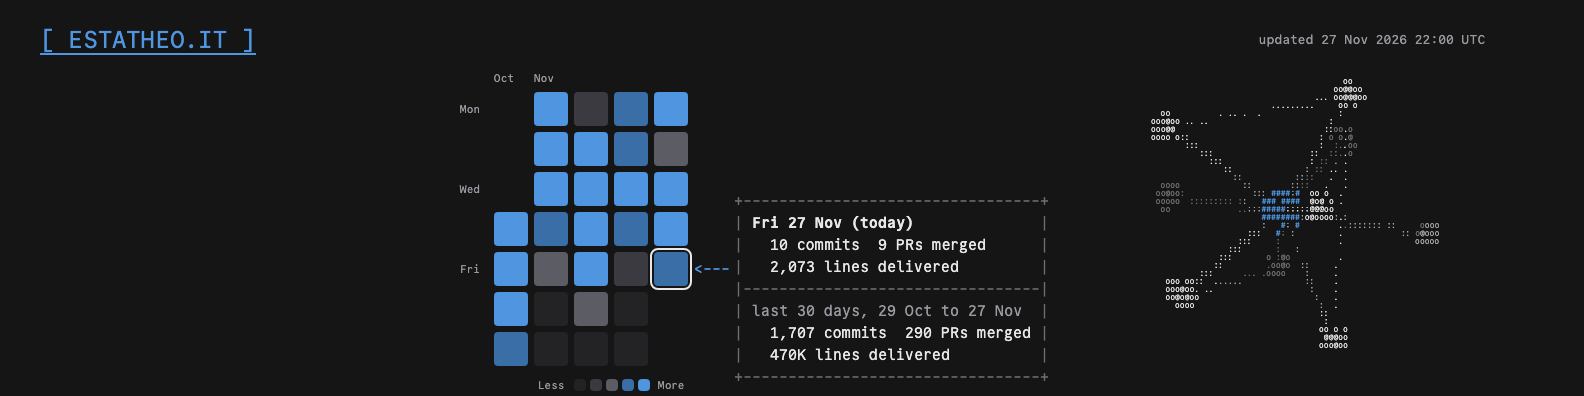 [ ESTATHEO.IT ]
updated 27 Nov 2026 22:00 UTC
Oct Nov
Mon
Wed
Fri
Fri 27 Nov (today)
10 commits 9 PRs merged
2,073 lines delivered
last 30 days, 29 Oct to 27 Nov
1,707 commits 290 PRs merged
470K lines delivered
Less More